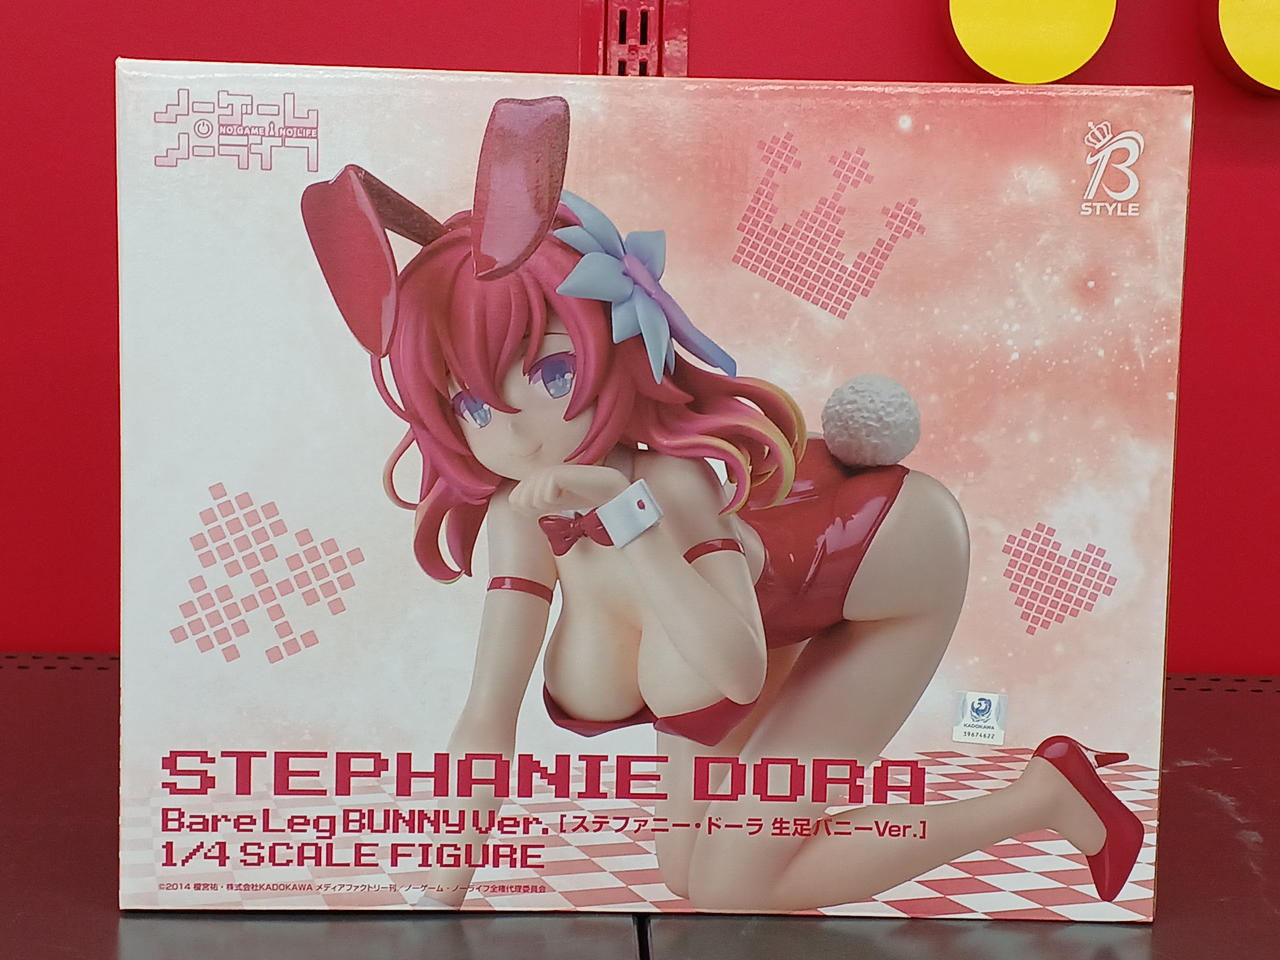 ノーゲーム
NO GAME NO LIFE
ノーライフ
B
STYLE
KADOKAWA
39674622
STEPHANIE DORA
Bare Leg BUNNY Ver. [ステファニー・ドーラ 生足バニーVer.]
1/4 SCALE FIGURE
©2014 榎宮祐・株式会社KADOKAWA メディアファクトリー刊／ノーゲーム・ノーライフ全権代理委員会